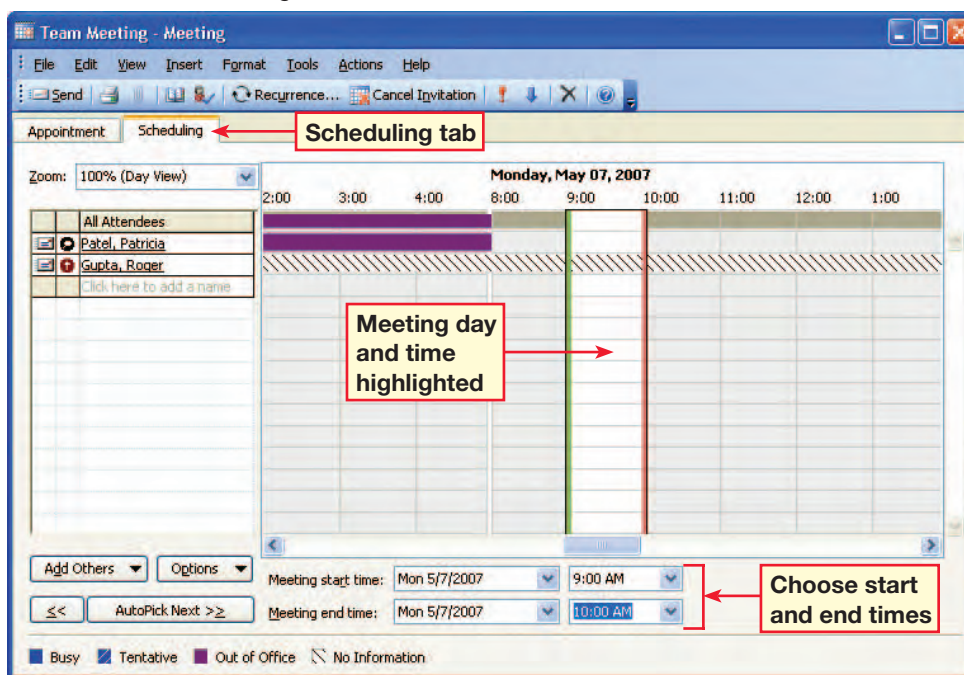 Team Meeting - Meeting
File Edit View Insert Format Tools Actions Help
Send Recurrence... Cancel Invitation
Appointment Scheduling
Scheduling tab
Zoom: 100% (Day View)
Monday, May 07, 2007
2:00 3:00 4:00 8:00 9:00 10:00 11:00 12:00 1:00
All Attendees
Patel, Patricia
Gupta, Roger
Click here to add a name
Meeting day
and time
highlighted
Add Others Options
Meeting start time: Mon 5/7/2007 9:00 AM
<< AutoPick Next >>
Meeting end time: Mon 5/7/2007 10:00 AM
Choose start
and end times
Busy Tentative Out of Office No Information